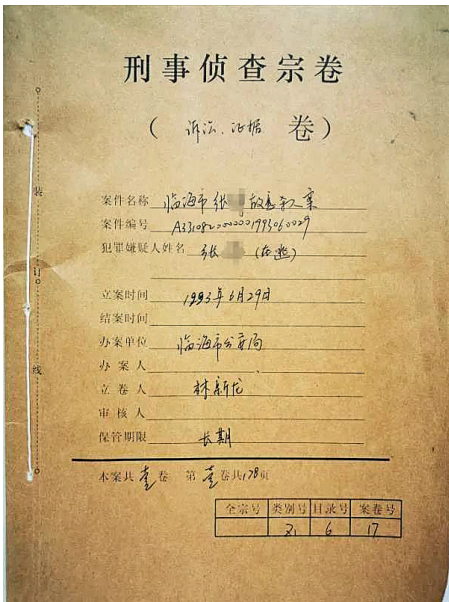 刑事侦查宗卷
(诉讼、证据 卷)
案件名称 临海市张 故意杀人案
案件编号 A3310820000001993060029
犯罪嫌疑人姓名 张 (在逃)
立案时间 1993年6月29日
结案时间
办案单位 临海市公安局
办案人
立卷人 林新龙
审核人
保管期限 长期
本案共壹卷 第壹卷共178页
装
订
线
全宗号 类别号 目录号 案卷号
6 17